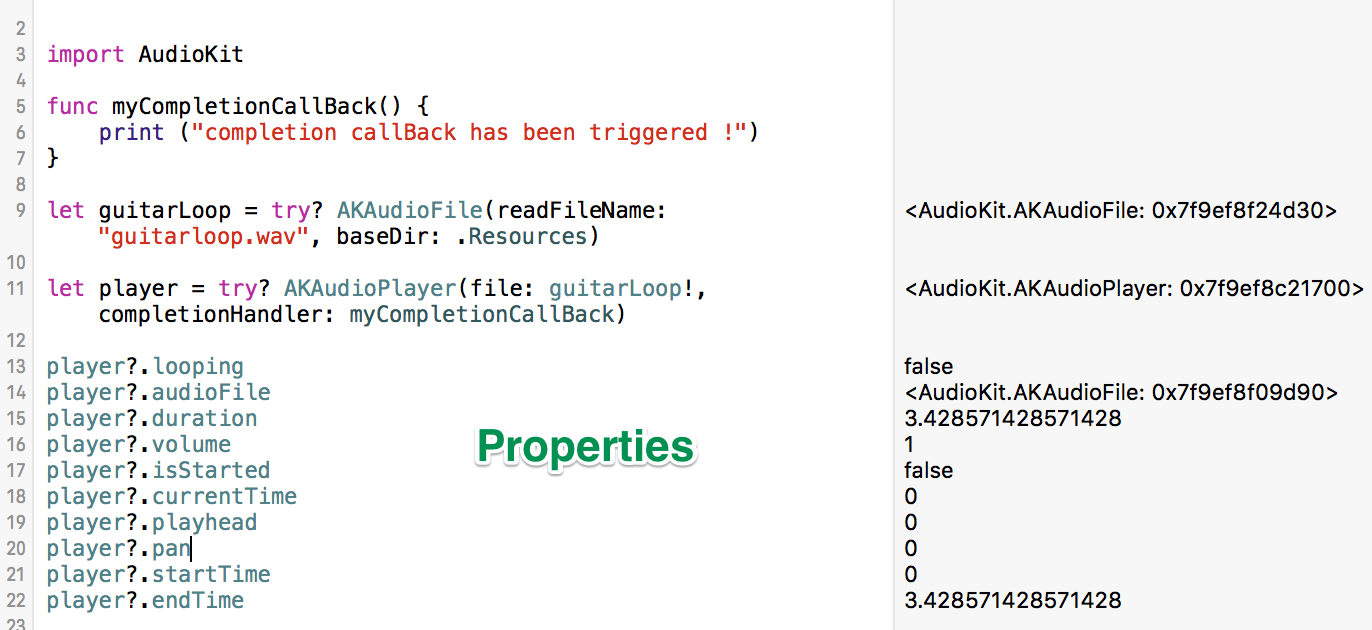 2
3 import AudioKit
4
5 func myCompletionCallBack() {
6     print ("completion callBack has been triggered !")
7 }
8
9 let guitarLoop = try? AKAudioFile(readFileName: <AudioKit.AKAudioFile: 0x7f9ef8f24d30>
    "guitarloop.wav", baseDir: .Resources)
10
11 let player = try? AKAudioPlayer(file: guitarLoop!, <AudioKit.AKAudioPlayer: 0x7f9ef8c21700>
    completionHandler: myCompletionCallBack)
12
13 player?.looping false
14 player?.audioFile <AudioKit.AKAudioFile: 0x7f9ef8f09d90>
15 player?.duration 3.428571428571428
16 player?.volume 1
Properties
17 player?.isStarted false
18 player?.currentTime 0
19 player?.playhead 0
20 player?.pan 0
21 player?.startTime 0
22 player?.endTime 3.428571428571428
23